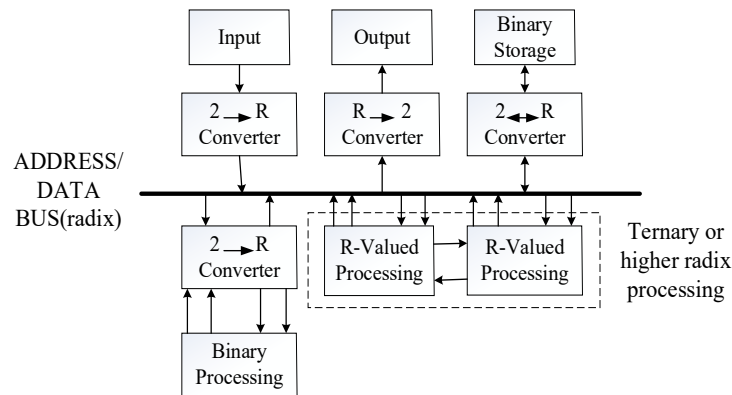 Input
Output
Binary
Storage
2 → R
Converter
R → 2
Converter
2 ↔ R
Converter
ADDRESS/
DATA
BUS(radix)
2 → R
Converter
R-Valued
Processing
R-Valued
Processing
Ternary or
higher radix
processing
Binary
Processing